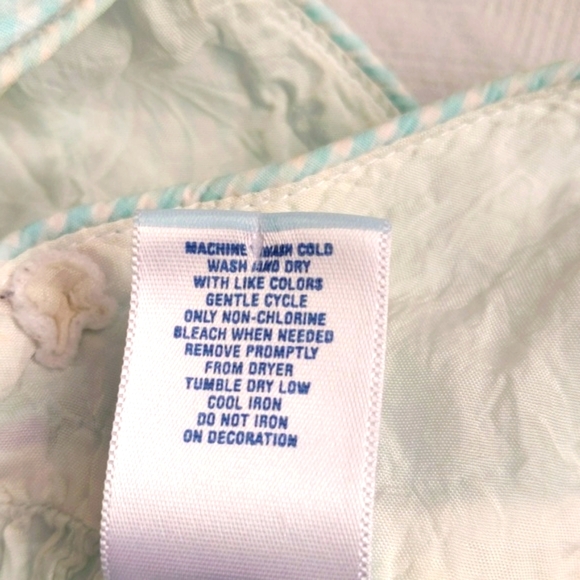 MACHINE WASH COLD
WASH AND DRY
WITH LIKE COLORS
GENTLE CYCLE
ONLY NON-CHLORINE
BLEACH WHEN NEEDED
REMOVE PROMPTLY
FROM DRYER
TUMBLE DRY LOW
COOL IRON
DO NOT IRON
ON DECORATION